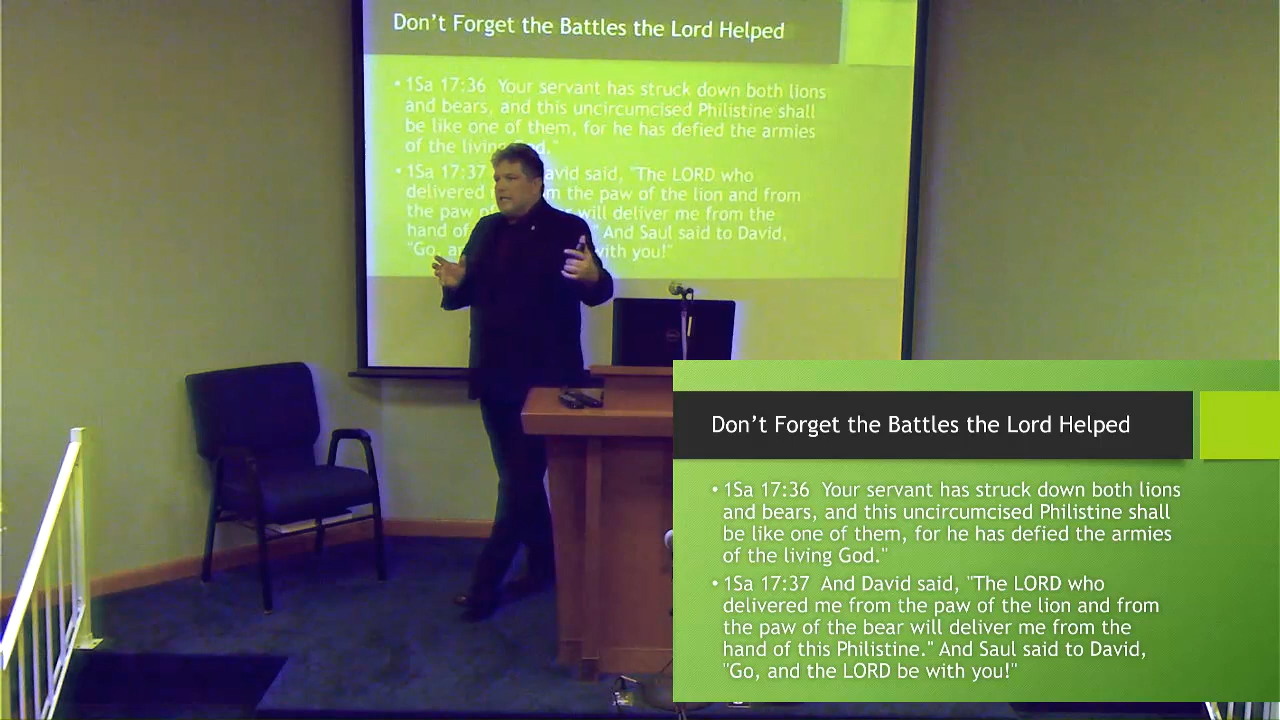 Don't Forget the Battles the Lord Helped
• 1Sa 17:36 Your servant has struck down both lions
and bears, and this uncircumcised Philistine shall
be like one of them, for he has defied the armies
of the living God."
• 1Sa 17:37 avid said, "The LORD who
delivered m the paw of the lion and from
the paw of r will deliver me from the
hand of " And Saul said to David,
"Go, an with you!"
Don't Forget the Battles the Lord Helped
• 1Sa 17:36 Your servant has struck down both lions
and bears, and this uncircumcised Philistine shall
be like one of them, for he has defied the armies
of the living God."
• 1Sa 17:37 And David said, "The LORD who
delivered me from the paw of the lion and from
the paw of the bear will deliver me from the
hand of this Philistine." And Saul said to David,
"Go, and the LORD be with you!"